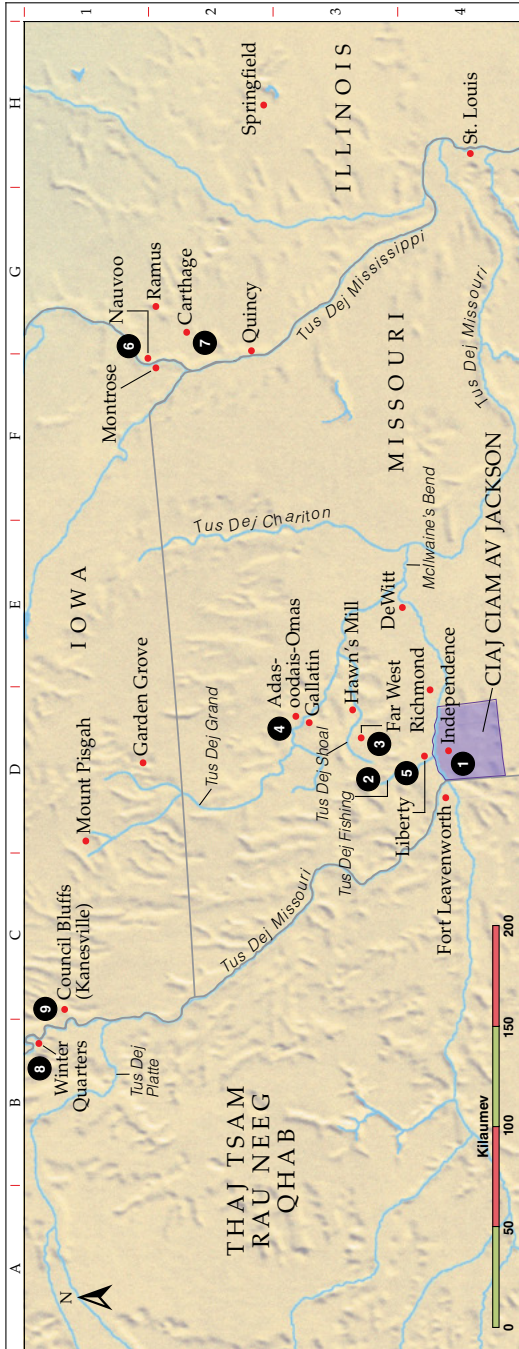 A
B
C
D
E
F
G
H
1
2
3
4
N
8
Winter
Quarters
9
Council Bluffs
(Kanesville)
Tus Dej
Platte
Mount Pisgah
Garden Grove
IOWA
Tus Dej Grand
Montrose
6
Nauvoo
Ramus
Carthage
7
Quincy
Springfield
ILLINOIS
Tus Dej Mississippi
Tus Dej Chariton
THAJ TSAM
RAU NEEG
QHAB
Tus Dej Missouri
4
Adas-
oodais-Omas
Gallatin
Hawn's Mill
Tus Dej Shoal
Far West
3
2
Tus Dej Fishing
5
Liberty
Richmond
DeWitt
McIlwaine's Bend
MISSOURI
Tus Dej Missouri
St. Louis
Independence
1
CIAJ CIAM AV JACKSON
Fort Leavenworth
Kilaumev
0
50
100
150
200